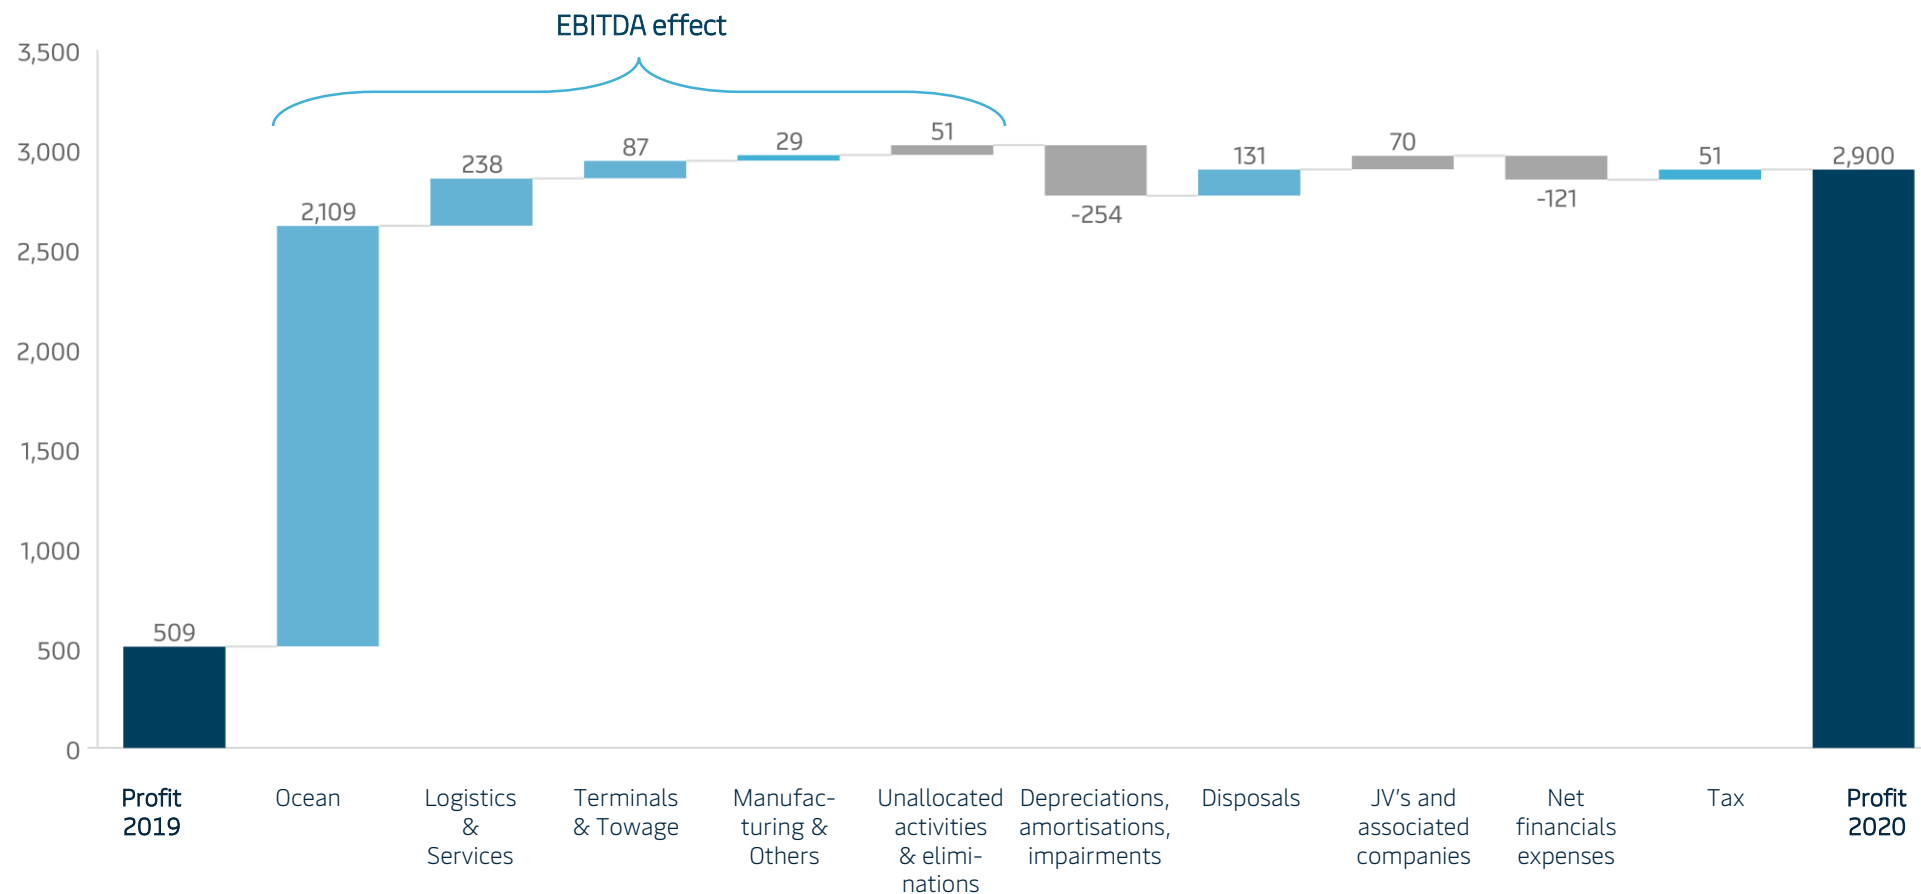 EBITDA effect
3,500
3,000
2,500
2,000
1,500
1,000
500
0
509
2,109
238
87
29
51
-254
131
70
-121
51
2,900
Profit
2019
Ocean
Logistics
&
Services
Terminals
& Towage
Manufac-
turing &
Others
Unallocated
activities
& elimi-
nations
Depreciations,
amortisations,
impairments
Disposals
JV's and
associated
companies
Net
financials
expenses
Tax
Profit
2020